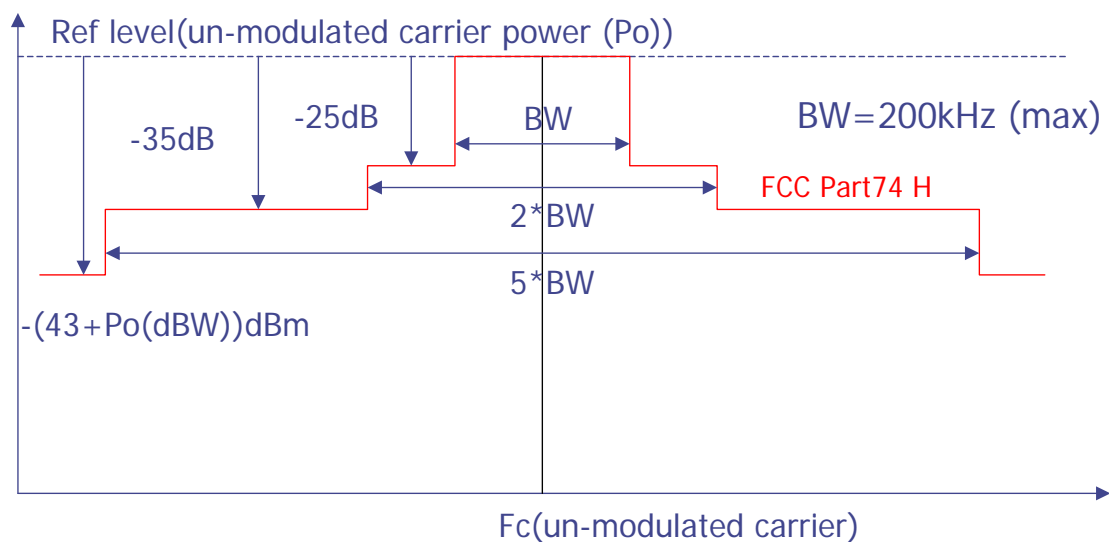 Ref level(un-modulated carrier power (Po))
-25dB
BW
BW=200kHz (max)
-35dB
FCC Part74 H
2*BW
5*BW
-(43+Po(dBW))dBm
Fc(un-modulated carrier)